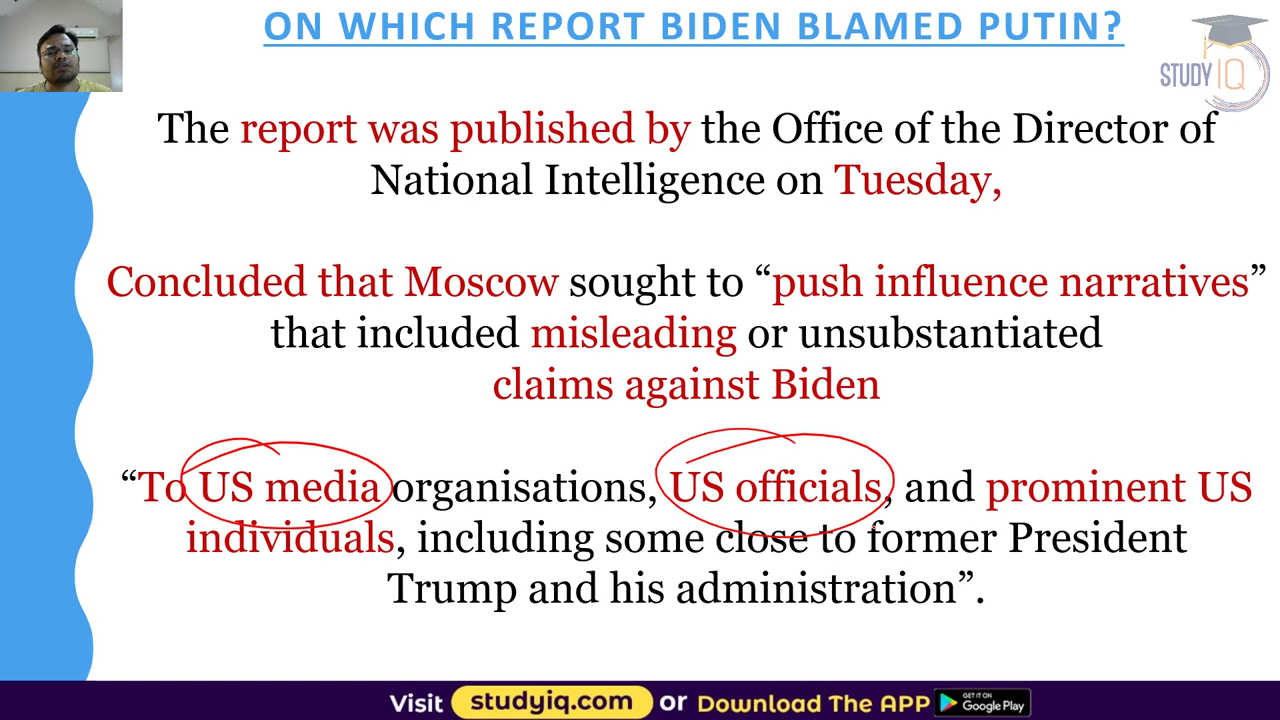 ON WHICH REPORT BIDEN BLAMED PUTIN?
STUDY IQ
The report was published by the Office of the Director of
National Intelligence on Tuesday,
Concluded that Moscow sought to “push influence narratives”
that included misleading or unsubstantiated
claims against Biden
“To US media organisations, US officials, and prominent US
individuals, including some close to former President
Trump and his administration”.
Visit studyiq.com or Download The APP GET IT ON Google Play